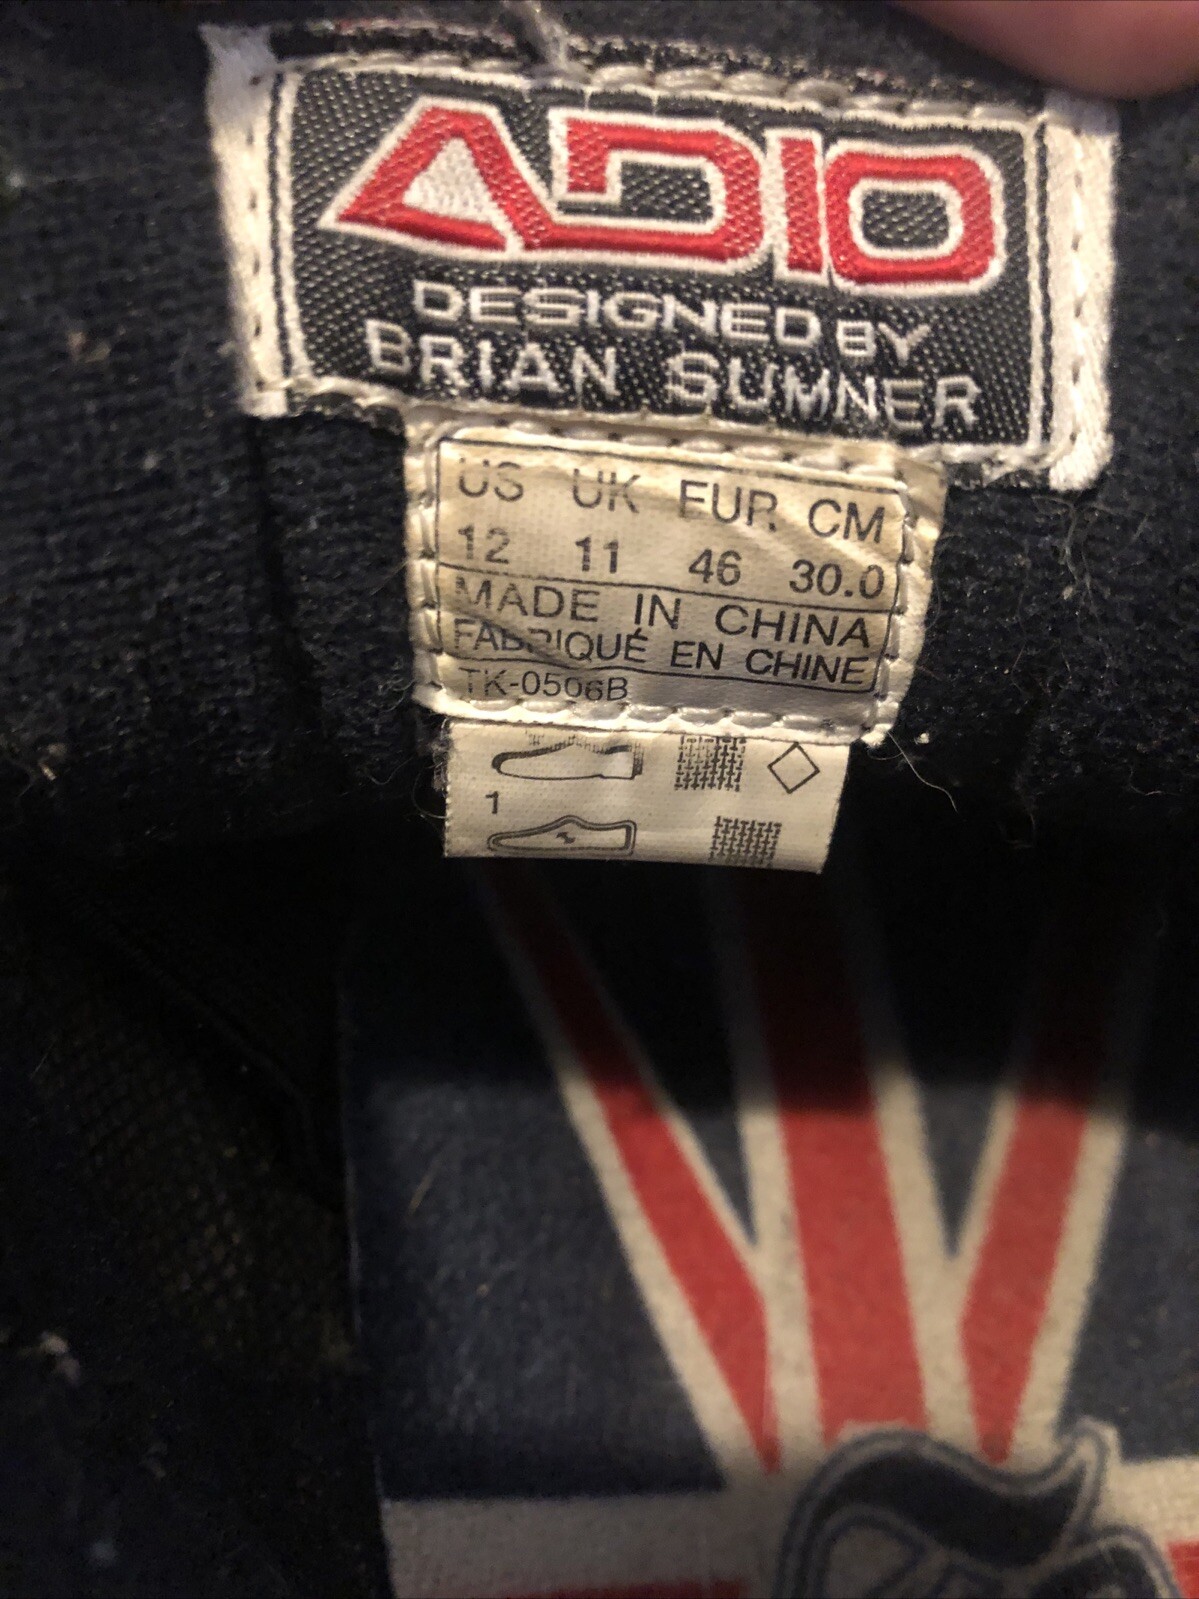 ADIO
DESIGNED BY
BRIAN SUMNER
US UK EUR CM
12 11 46 30.0
MADE IN CHINA
FABRIQUÉ EN CHINE
TK-0506B
1